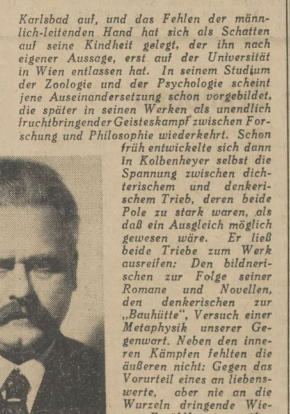 Karlsbad auf, und das Fehlen der männ-
lich-leitenden Hand hat sich als Schatten
auf seine Kindheit gelegt, der ihn nach
eigener Aussage, erst auf der Universität
in Wien entlassen hat. In seinem Studium
der Zoologie und der Psychologie scheint
jene Auseinandersetzung schon vorgebildet,
die später in seinen Werken als unendlich
fruchtbringender Geisteskampf zwischen For-
schung und Philosophie wiederkehrt. Schon
früh entwickelte sich dann
in Kolbenheyer selbst die
Spannung zwischen dich-
terischem und denkeri-
schem Trieb, deren beide
Pole zu stark waren, als
daß ein Ausgleich möglich
gewesen wäre. Er ließ
beide Triebe zum Werk
ausreifen: Den bildneri-
schen zur Folge seiner
Romane und Novellen,
den denkerischen zur
„Bauhütte", Versuch einer
Metaphysik unserer Ge-
genwart. Neben den inne-
ren Kämpfen fehlten die
äußeren nicht: Gegen das
Vorurteil eines an liebens-
werte, aber nie an die
Wurzeln dringende Wie-